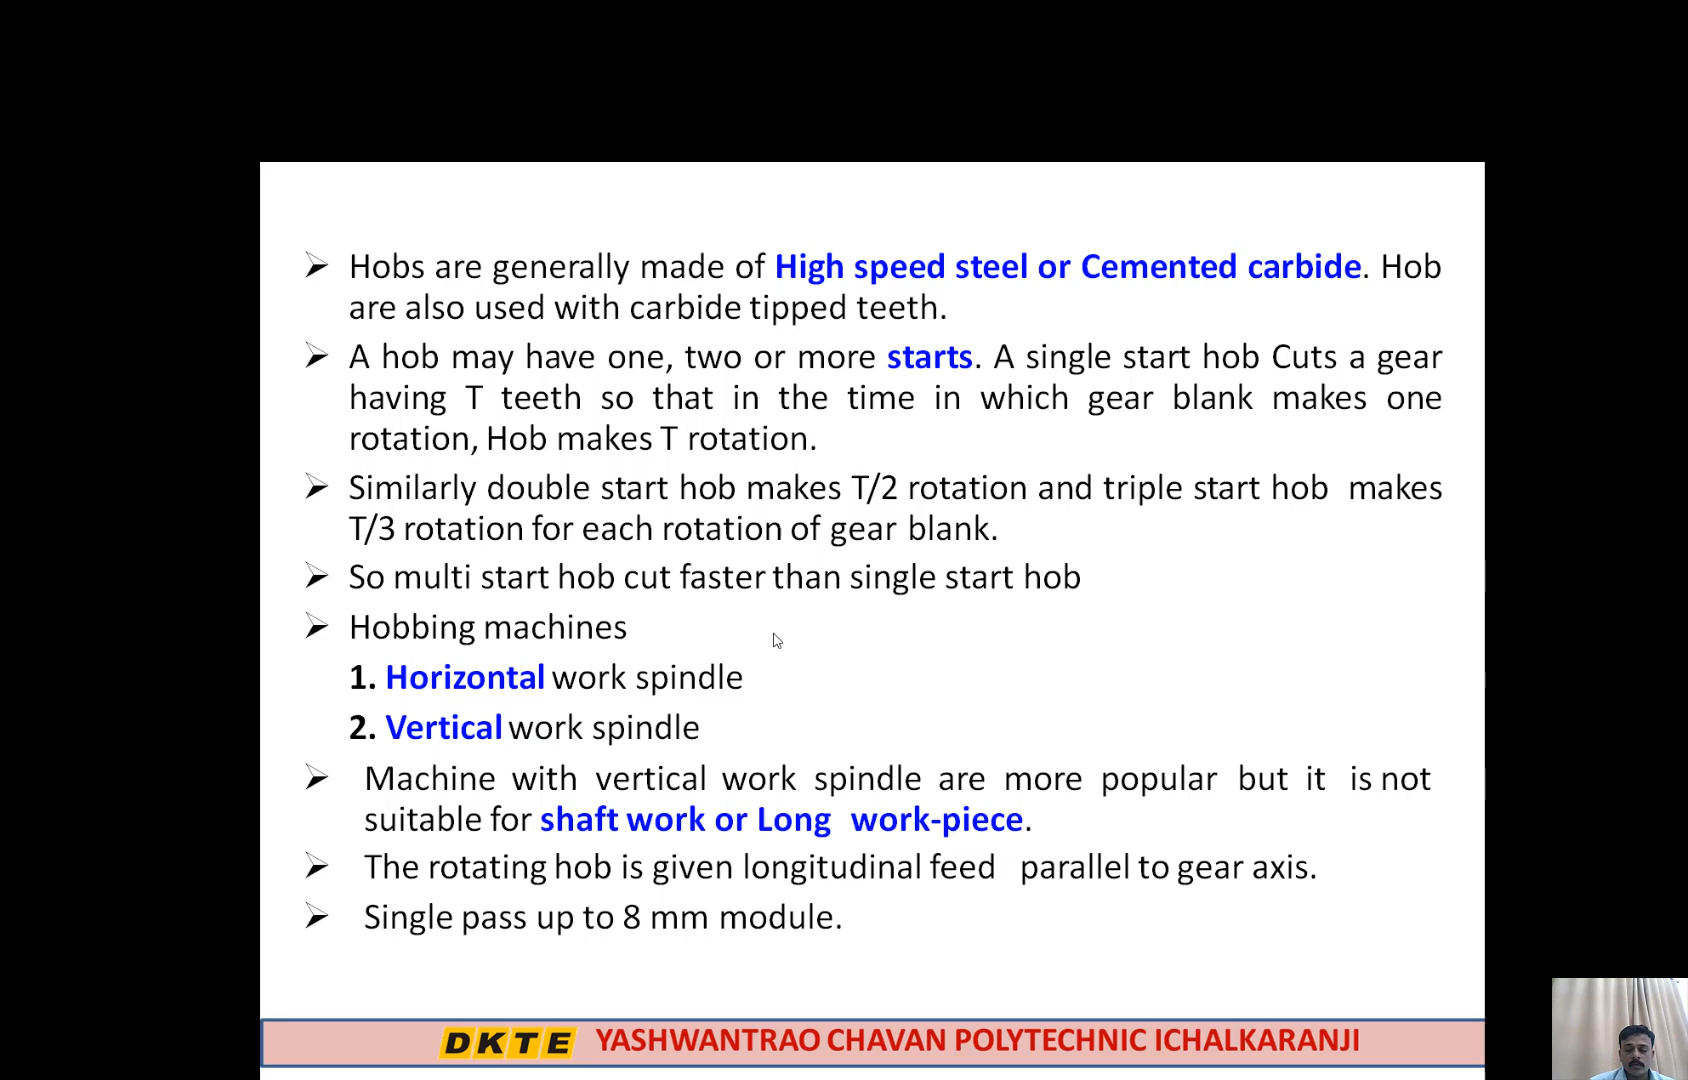 Hobs are generally made of High speed steel or Cemented carbide. Hob
are also used with carbide tipped teeth.
A hob may have one, two or more starts. A single start hob Cuts a gear
having T teeth so that in the time in which gear blank makes one
rotation, Hob makes T rotation.
Similarly double start hob makes T/2 rotation and triple start hob makes
T/3 rotation for each rotation of gear blank.
So multi start hob cut faster than single start hob
Hobbing machines
1. Horizontal work spindle
2. Vertical work spindle
Machine with vertical work spindle are more popular but it is not
suitable for shaft work or Long work-piece.
The rotating hob is given longitudinal feed parallel to gear axis.
Single pass up to 8 mm module.
DKTE YASHWANTRAO CHAVAN POLYTECHNIC ICHALKARANJI